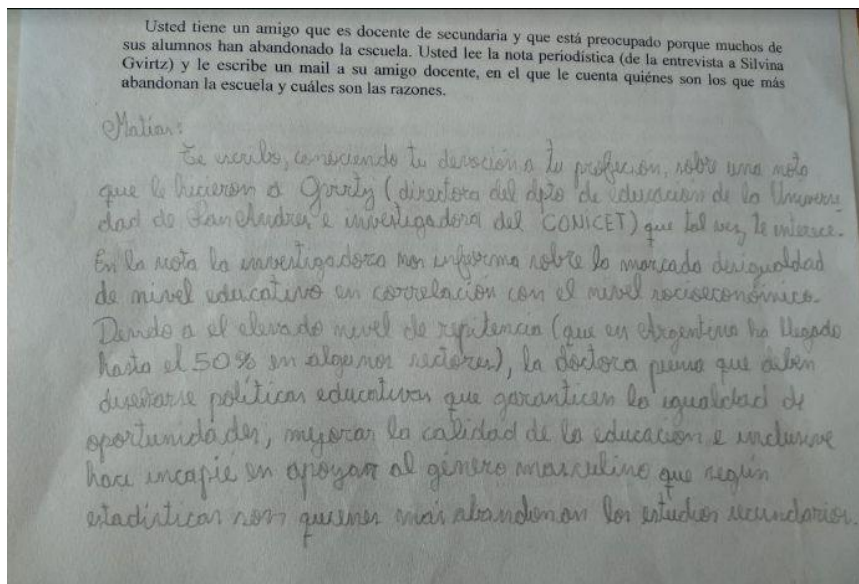 Usted tiene un amigo que es docente de secundaria y que está preocupado porque muchos de
sus alumnos han abandonado la escuela. Usted lee la nota periodística (de la entrevista a Silvina
Gvirtz) y le escribe un mail a su amigo docente, en el que le cuenta quiénes son los que más
abandonan la escuela y cuáles son las razones.
Matías:
Te escribo, conociendo tu devoción a tu profesion, sobre una nota
que le hicieron a Gvirty (directora del dpto de educación de la Universi
dad de San Andres e investigadora del CONICET) que tal vez, te interese.
En la nota la investigadora nos informa sobre la marcada desigualdad
de nivel educativo en correlación con el nivel socioeconómico.
Devido a el elevado nivel de repitencia (que en Argentina ha llegado
hasta el 50% en algunos sectores), la doctora piensa que deben
diseñarse políticas educativas que garanticen la igualdad de
oportunidades, mejorar la calidad de la educación e inclusive
hace incapie en apoyar al género masculino que según
estadísticas son quienes más abandonan los estudios secundarios.